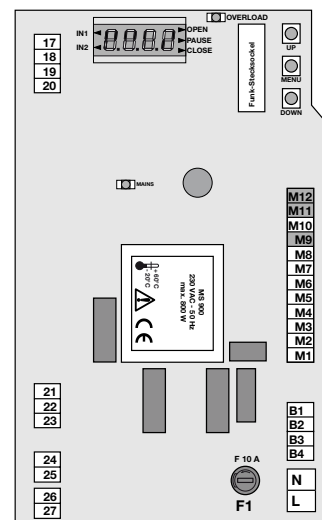 OVERLOAD
IN1
IN2
OPEN
PAUSE
CLOSE
UP
MENU
DOWN
Funk-Stecksockel
17
18
19
20
MAINS
M12
M11
M10
M9
M8
M7
M6
M5
M4
M3
M2
M1
MS 900
230 VAC - 50 Hz
max. 800 W
+ 60°C
- 20°C
CE
21
22
23
24
25
26
27
B1
B2
B3
B4
F 10 A
F1
N
L